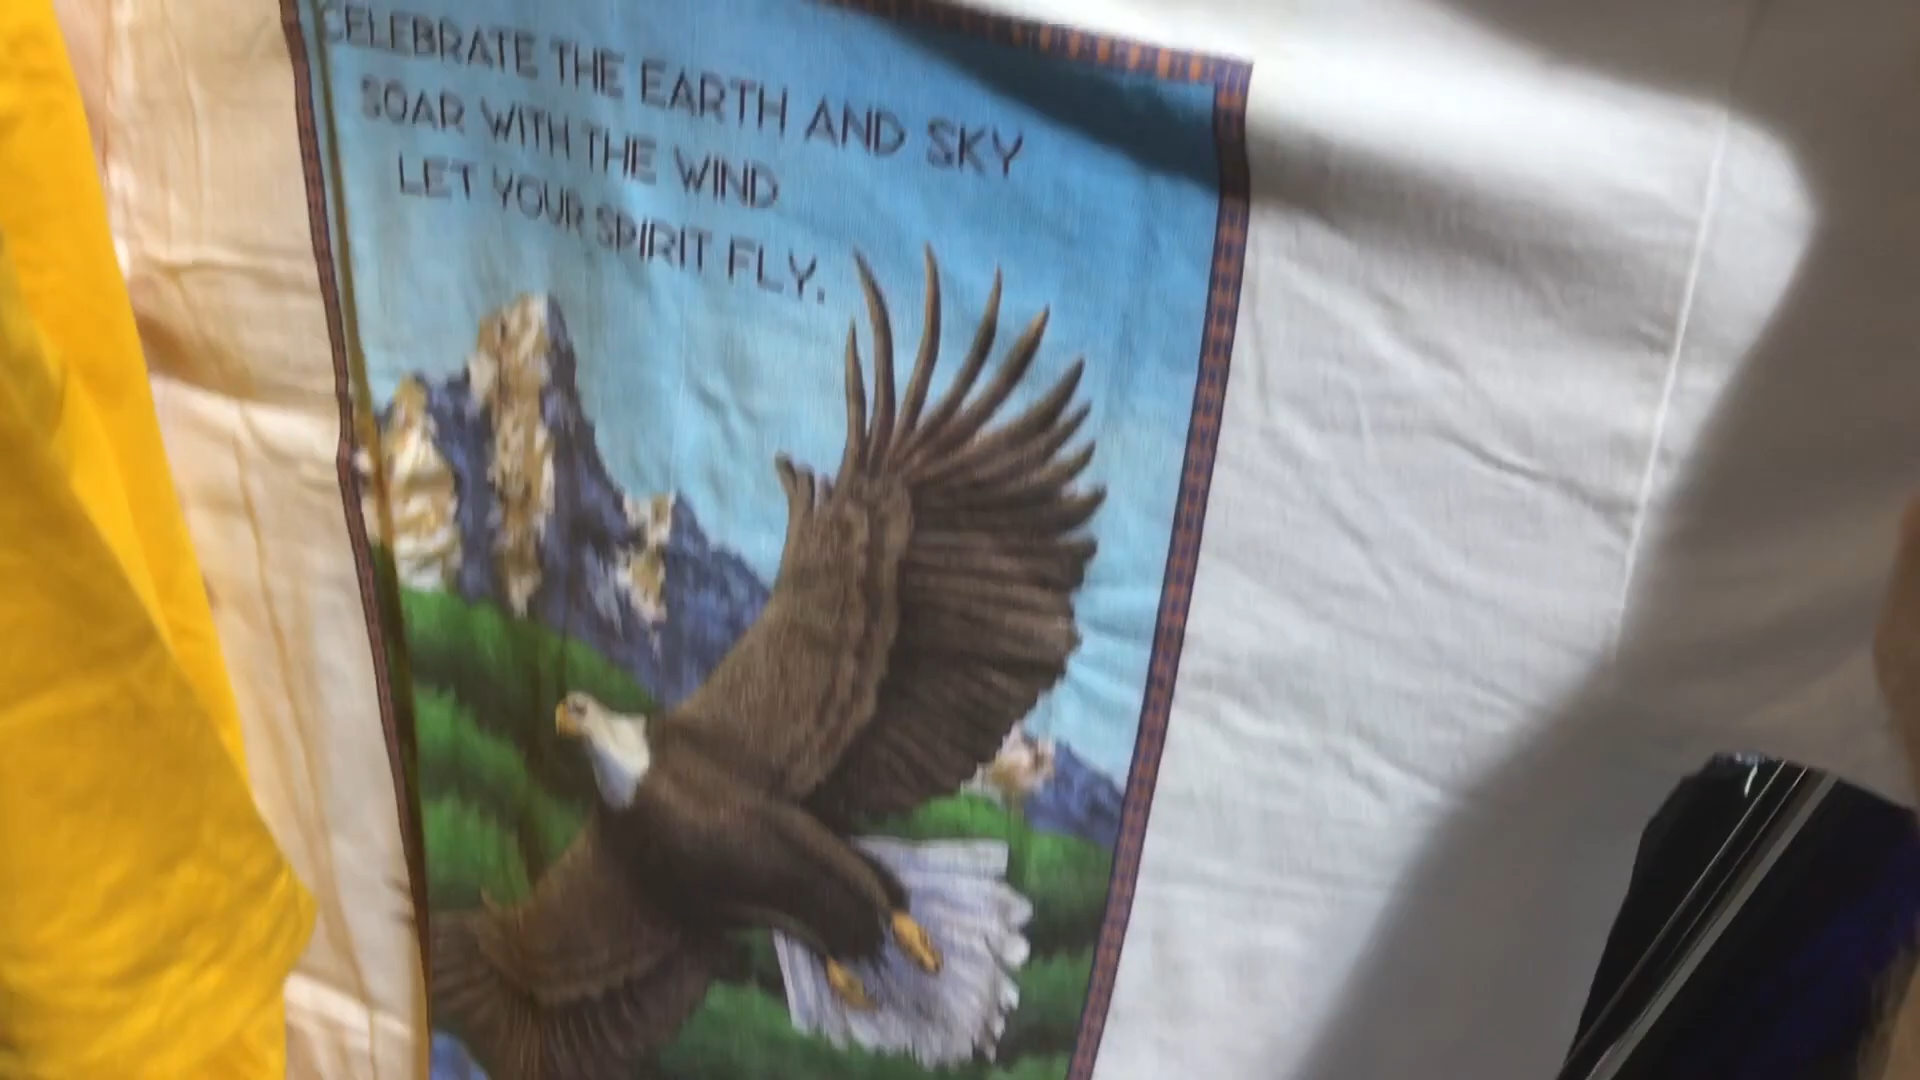 CELEBRATE THE EARTH AND SKY
SOAR WITH THE WIND
LET YOUR SPIRIT FLY.